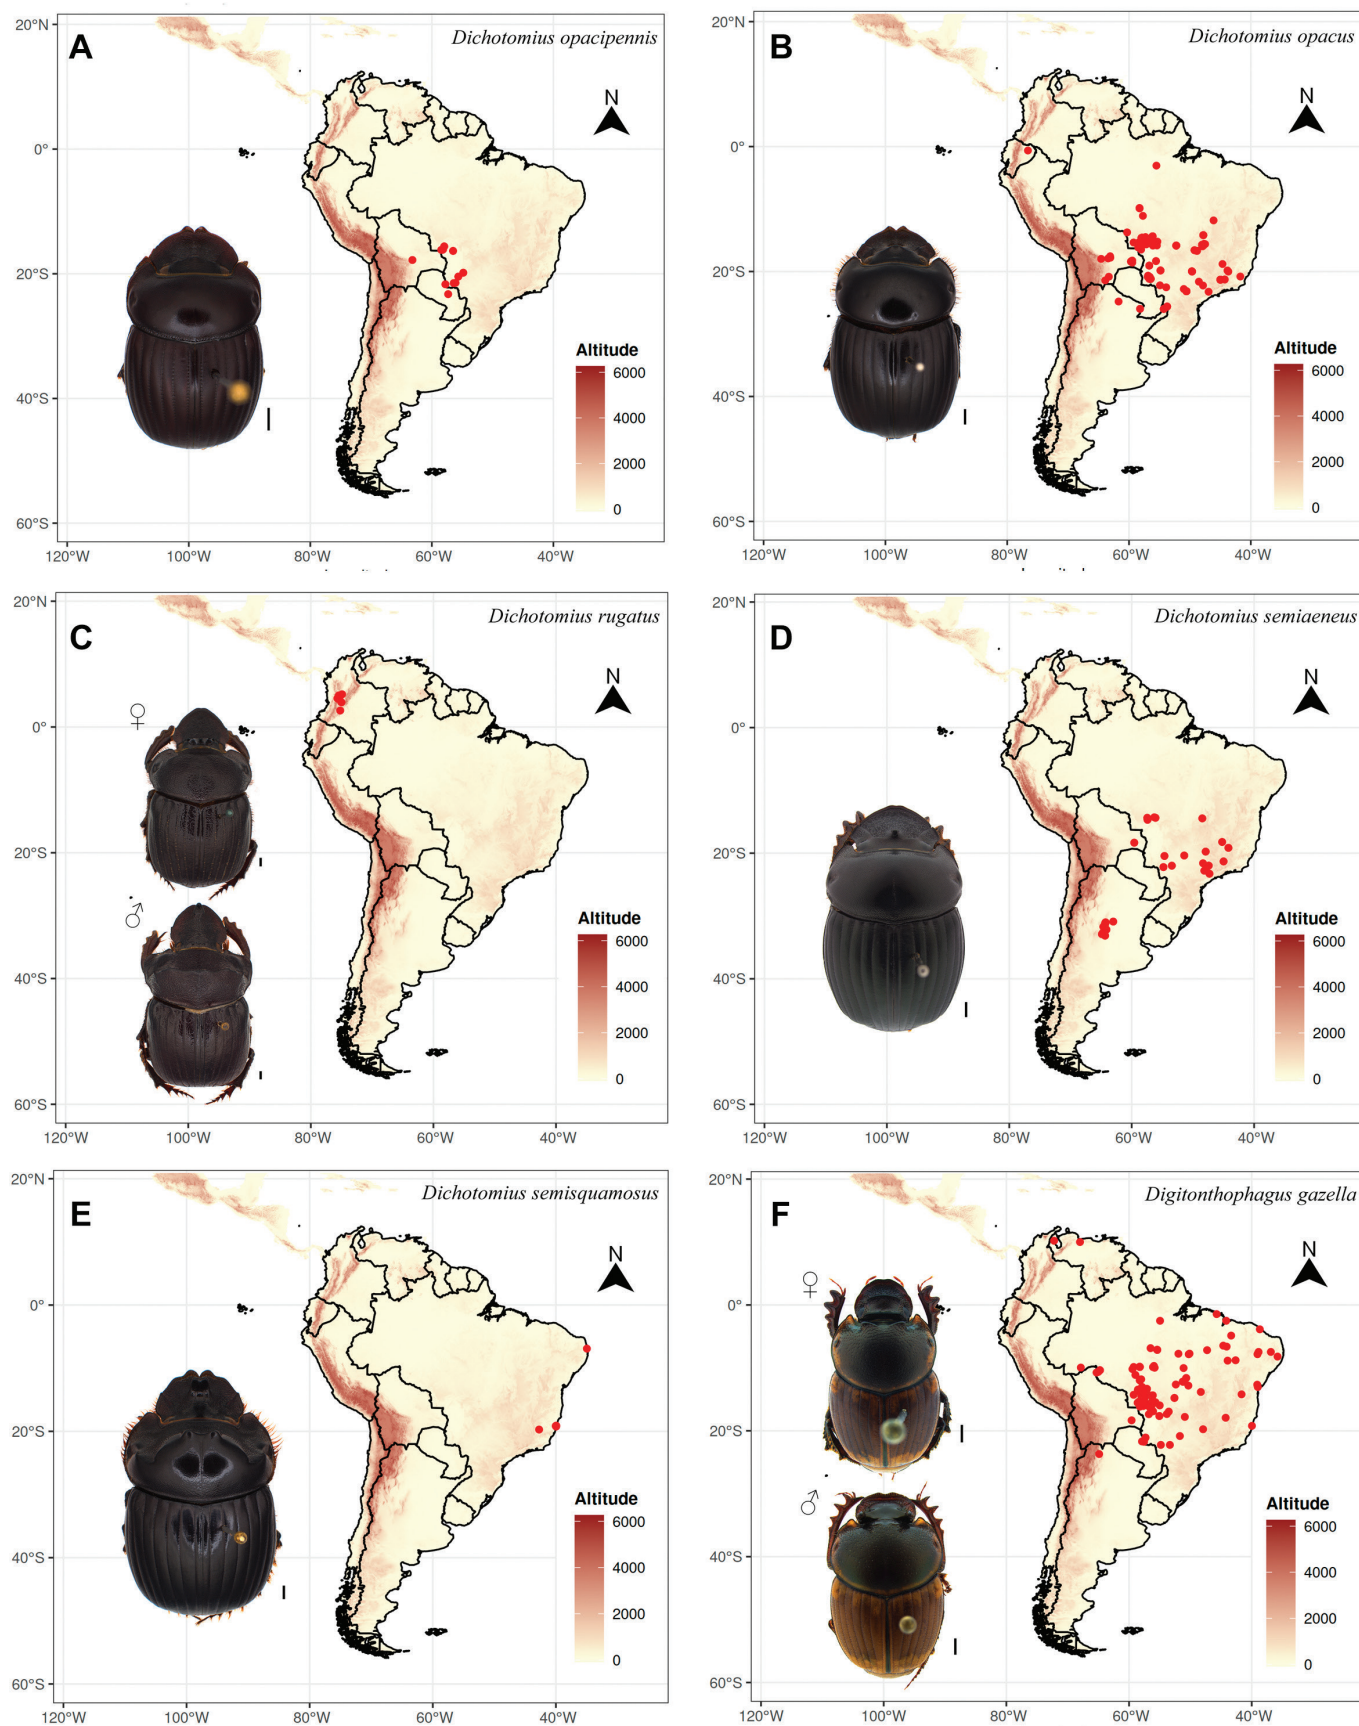 A
Dichotomius opacipennis
N
20°N
0°
20°S
40°S
60°S
Altitude
6000
4000
2000
0
120°W 100°W 80°W 60°W 40°W
B
Dichotomius opacus
N
20°N
0°
20°S
40°S
60°S
Altitude
6000
4000
2000
0
120°W 100°W 80°W 60°W 40°W
C
Dichotomius rugatus
N
♀
♂
20°N
0°
20°S
40°S
60°S
Altitude
6000
4000
2000
0
120°W 100°W 80°W 60°W 40°W
D
Dichotomius semiaeneus
N
20°N
0°
20°S
40°S
60°S
Altitude
6000
4000
2000
0
120°W 100°W 80°W 60°W 40°W
E
Dichotomius semisquamosus
N
20°N
0°
20°S
40°S
60°S
Altitude
6000
4000
2000
0
120°W 100°W 80°W 60°W 40°W
F
Digitonthophagus gazella
N
♀
♂
20°N
0°
20°S
40°S
60°S
Altitude
6000
4000
2000
0
120°W 100°W 80°W 60°W 40°W